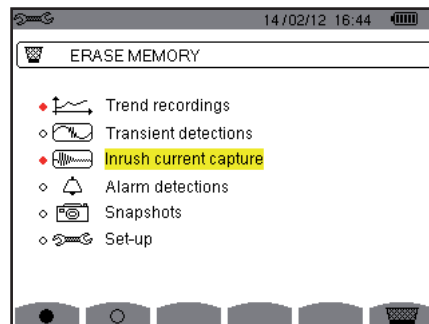 14/02/12 16:44
ERASE MEMORY
Trend recordings
Transient detections
Inrush current capture
Alarm detections
Snapshots
Set-up